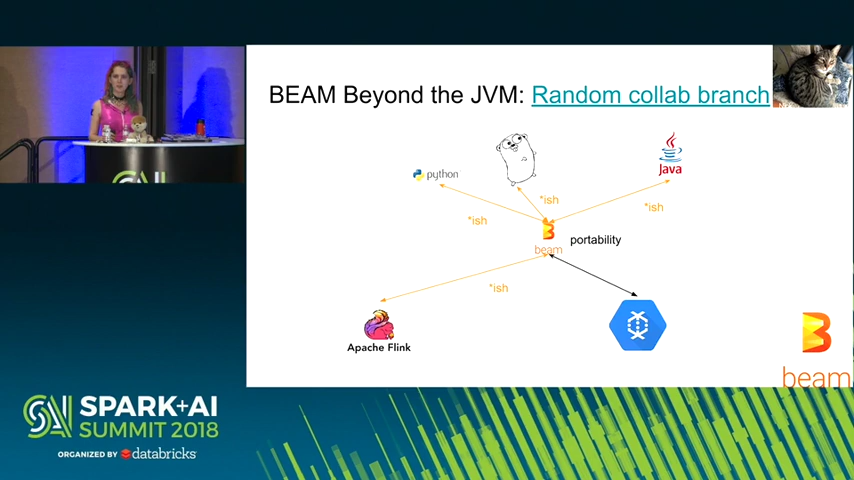 BEAM Beyond the JVM: Random collab branch
python
Java
*ish
*ish
*ish
beam
portability
*ish
Apache Flink
beam
SPARK+AI
SUMMIT 2018
ORGANIZED BY databricks